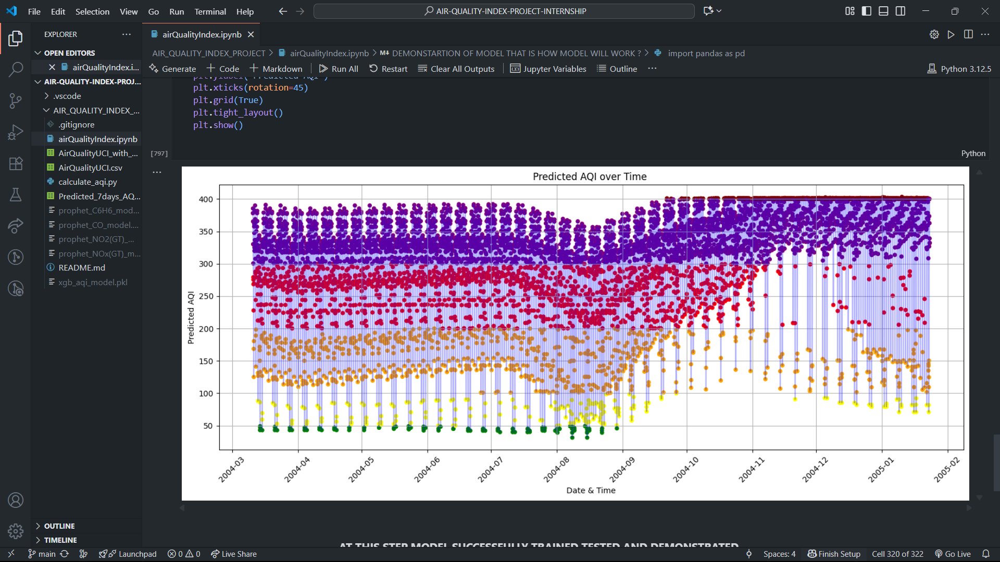 File Edit Selection View Go Run Terminal Help
AIR-QUALITY-INDEX-PROJECT-INTERNSHIP
EXPLORER
OPEN EDITORS
airQualityIndex.i...
AIR-QUALITY-INDEX-PROJ...
.vscode
AIR_QUALITY_INDEX_...
.gitignore
airQualityIndex.ipynb
AirQualityUCI_with_...
AirQualityUCI.csv
calculate_aqi.py
Predicted_7days_AQ...
prophet_C6H6_mod...
prophet_CO_model....
prophet_NO2(GT)_...
prophet_NOx(GT)_m...
README.md
xgb_aqi_model.pkl
OUTLINE
TIMELINE
airQualityIndex.ipynb
AIR_QUALITY_INDEX_PROJECT > airQualityIndex.ipynb > M↓ DEMONSTARTION OF MODEL THAT IS HOW MODEL WILL WORK ? > import pandas as pd
Generate + Code + Markdown Run All Restart Clear All Outputs Jupyter Variables Outline ... Python 3.12.5
plt.ylabel("Predicted AQI")
plt.xticks(rotation=45)
plt.grid(True)
plt.tight_layout()
plt.show()
[797]
Python
Predicted AQI over Time
Predicted AQI
400
350
300
250
200
150
100
50
2004-03 2004-04 2004-05 2004-06 2004-07 2004-08 2004-09 2004-10 2004-11 2004-12 2005-01 2005-02
Date & Time
AT THIS STEP MODEL SUCCESSFULLY TRAINED TESTED AND DEMONSTRATED
main Launchpad 0 0 Live Share Spaces: 4 Finish Setup Cell 320 of 322 Go Live